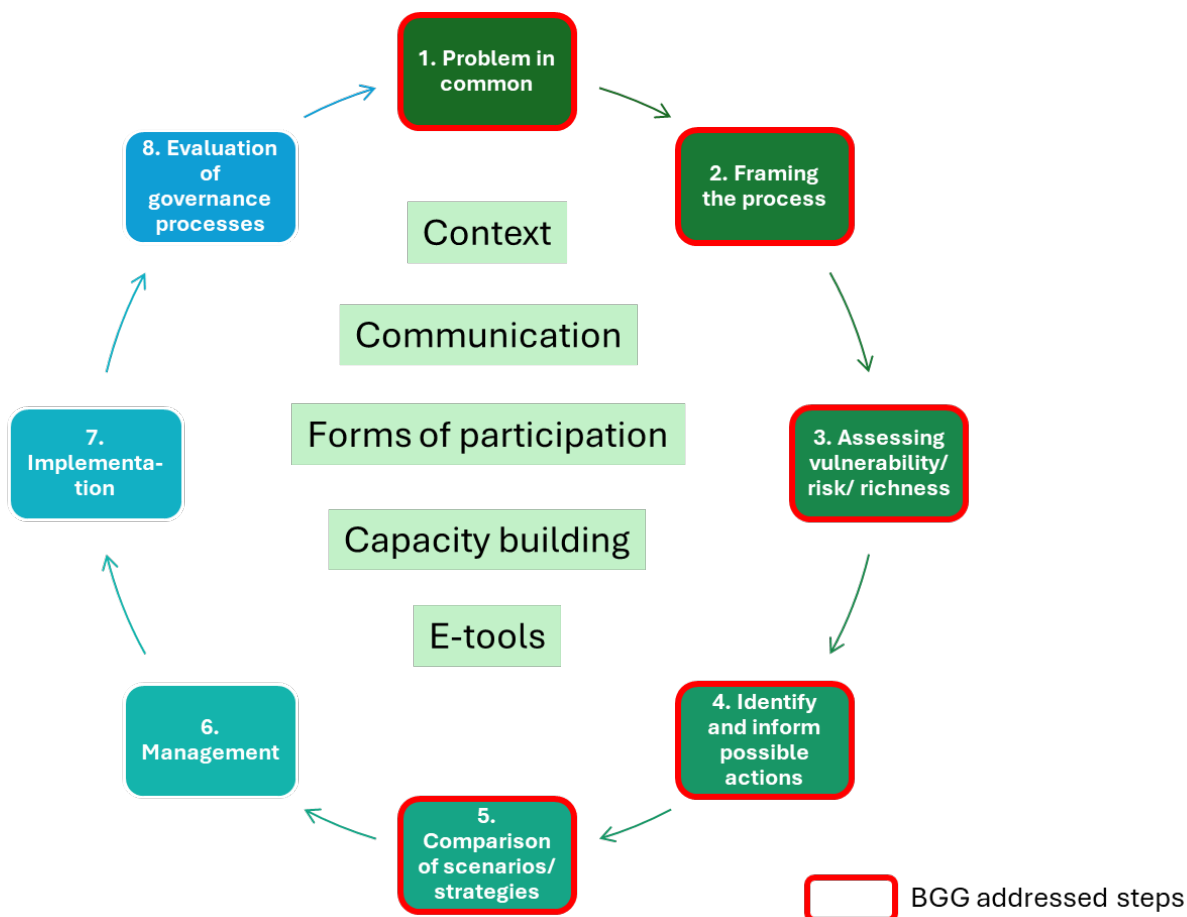 1. Problem in
common
2. Framing
the process
3. Assessing
vulnerability/
risk/ richness
4. Identify
and inform
possible
actions
5.
Comparison
of scenarios/
strategies
6.
Management
7.
Implementa-
tion
8. Evaluation
of
governance
processes
Context
Communication
Forms of participation
Capacity building
E-tools
BGG addressed steps